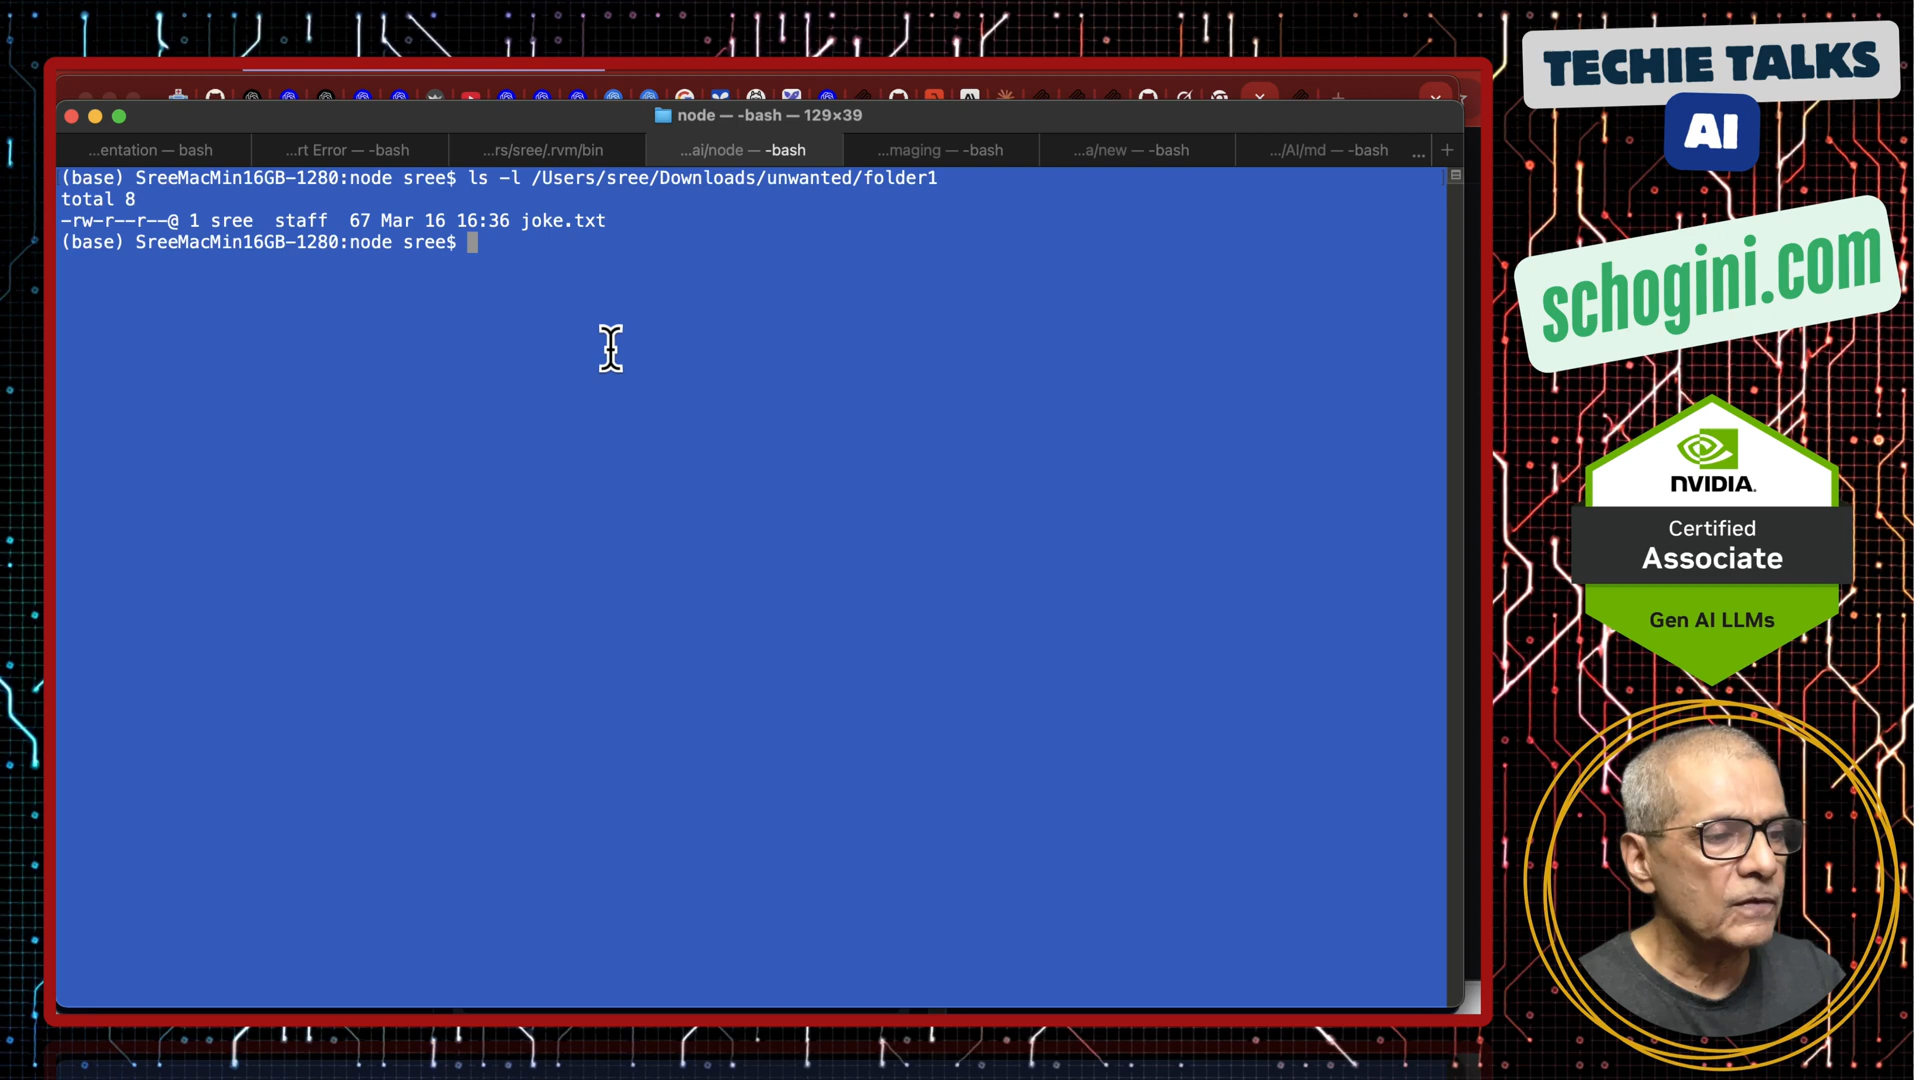 TECHIE TALKS
AI
node — -bash — 129×39
...entation — bash
...rt Error — -bash
...rs/sree/.rvm/bin
...ai/node — -bash
...maging — -bash
...a/new — -bash
.../AI/md — -bash
...
(base) SreeMacMin16GB-1280:node sree$ ls -l /Users/sree/Downloads/unwanted/folder1
total 8
-rw-r--r--@ 1 sree  staff  67 Mar 16 16:36 joke.txt
(base) SreeMacMin16GB-1280:node sree$
schogini.com
NVIDIA.
Certified
Associate
Gen AI LLMs